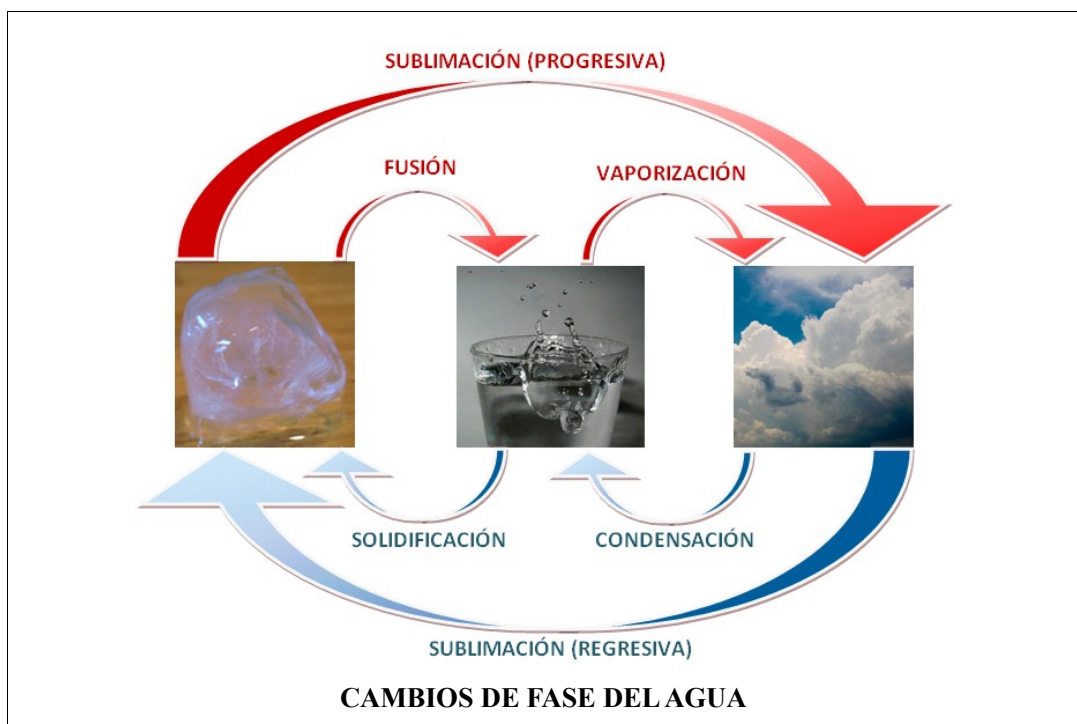 SUBLIMACIÓN (PROGRESIVA)
FUSIÓN
VAPORIZACIÓN
SOLIDIFICACIÓN
CONDENSACIÓN
SUBLIMACIÓN (REGRESIVA)
CAMBIOS DE FASE DEL AGUA